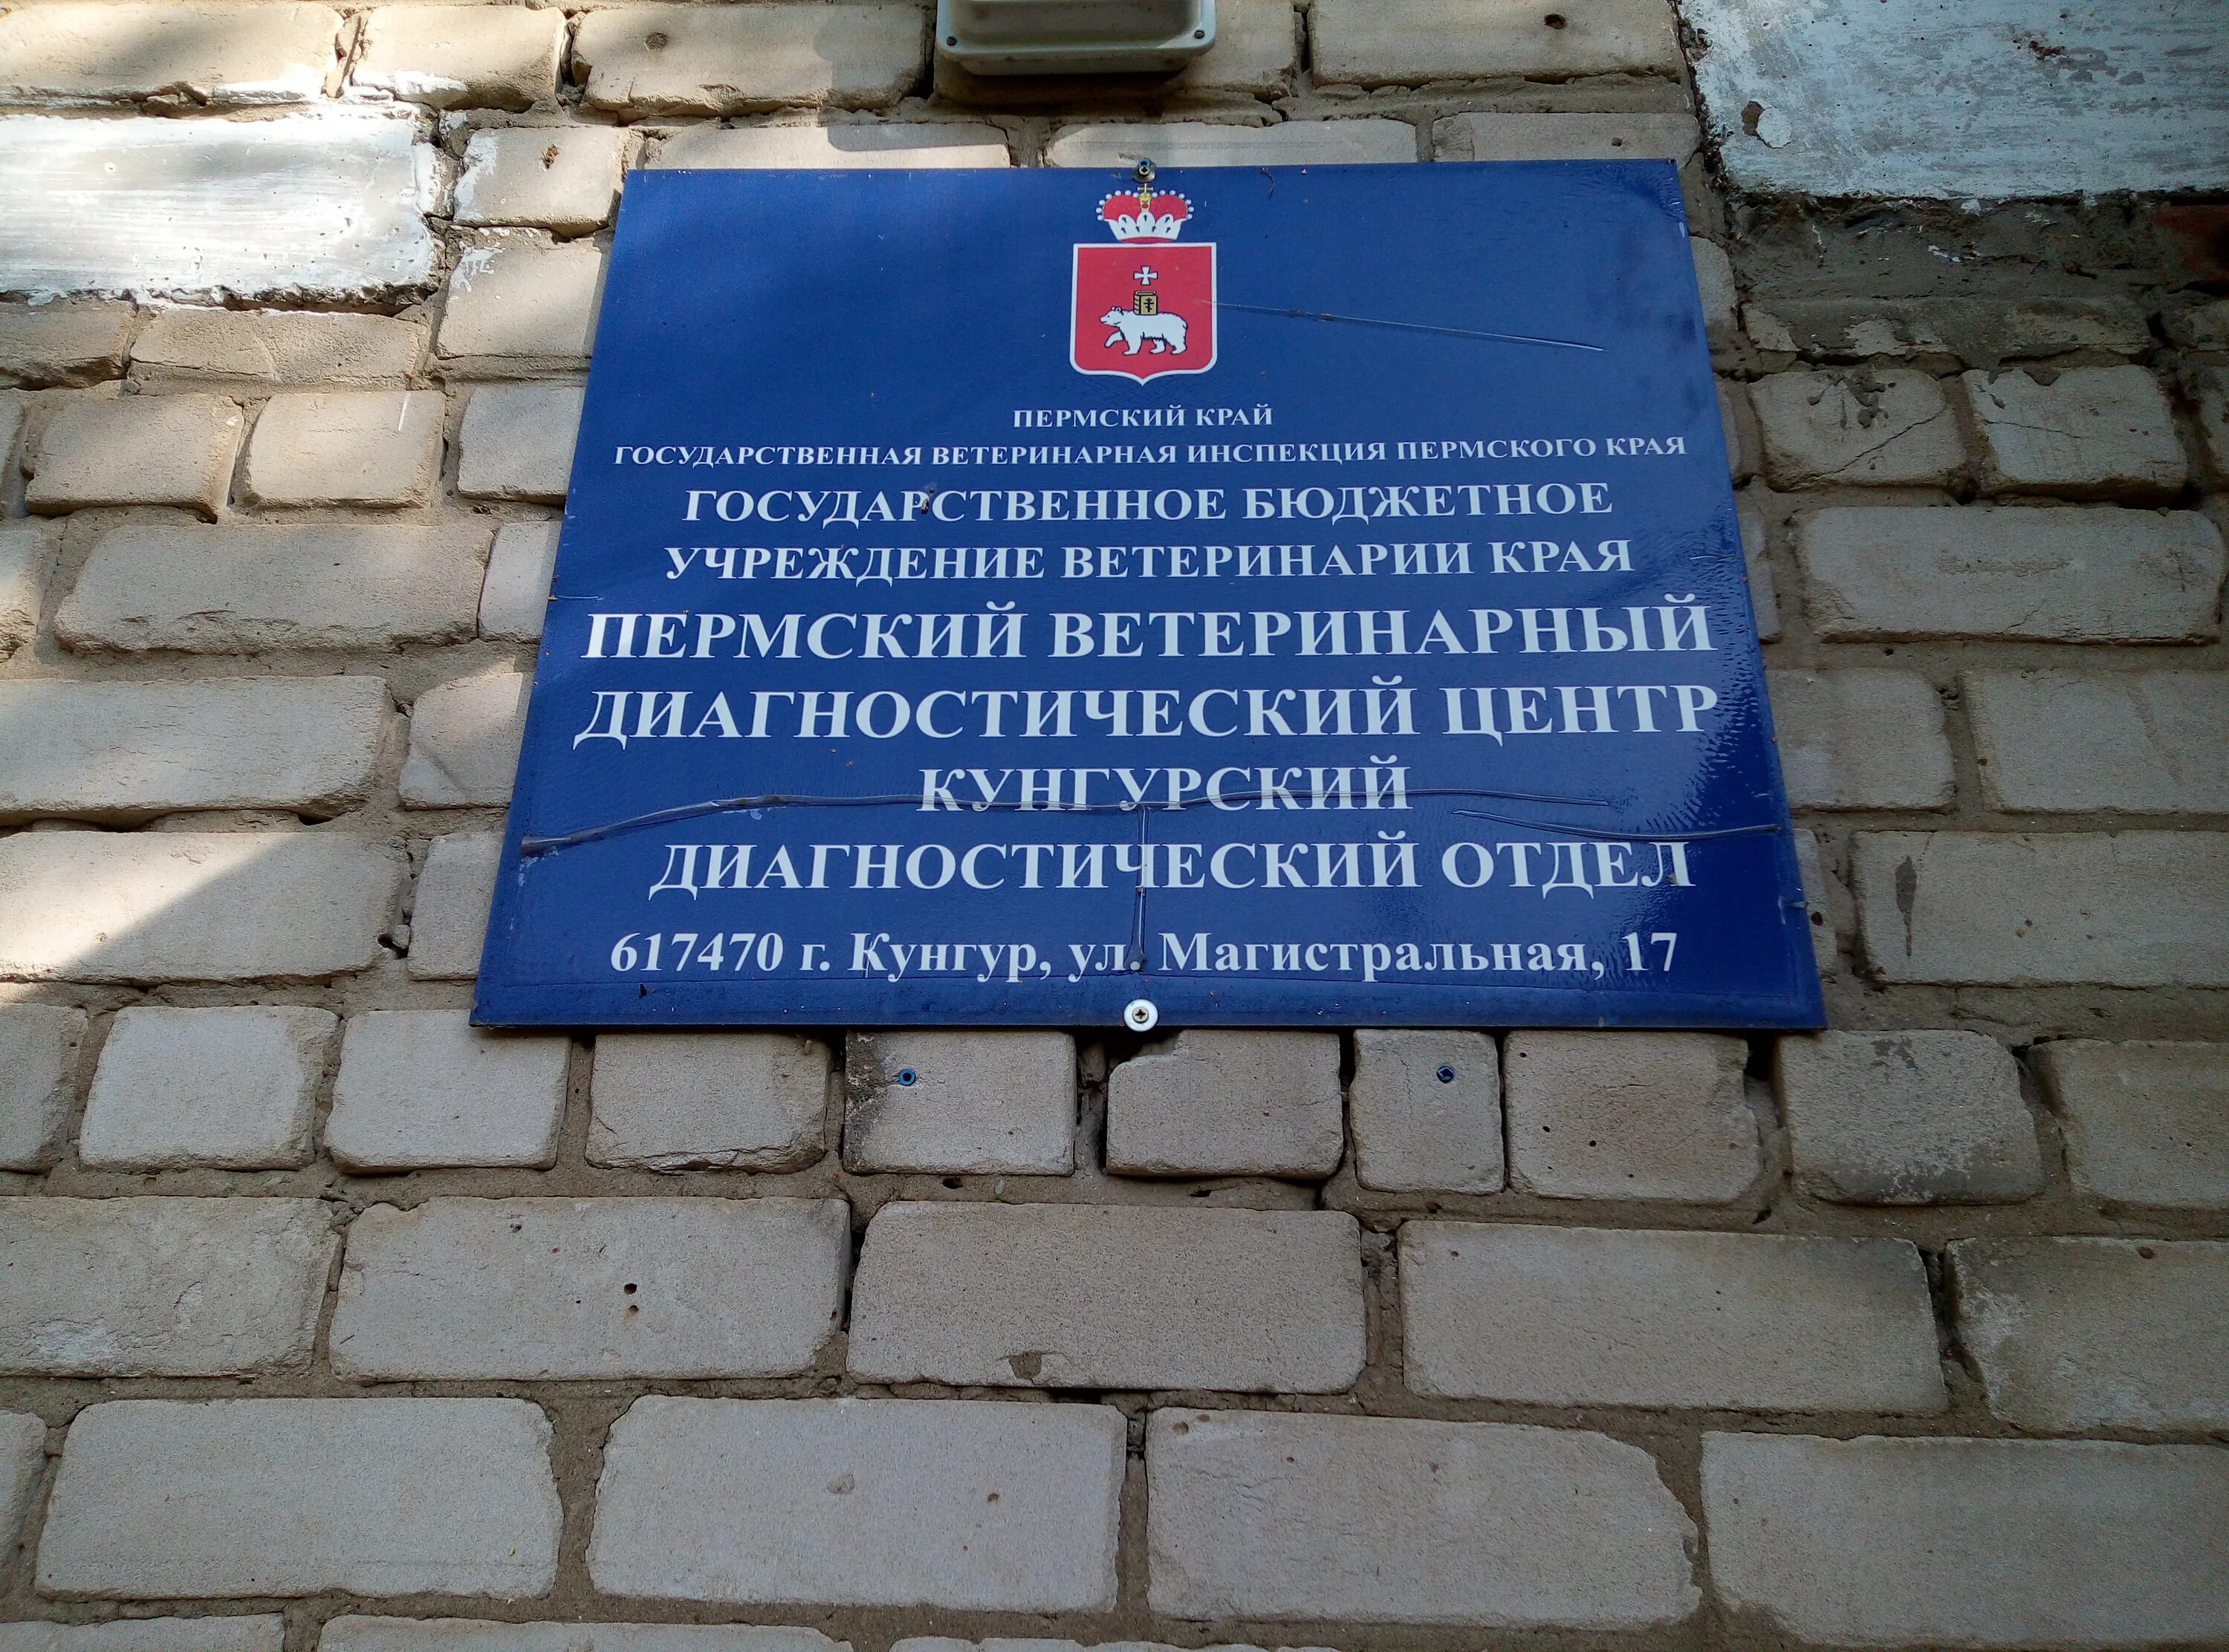 ПЕРМСКИЙ КРАЙ
ГОСУДАРСТВЕННАЯ ВЕТЕРИНАРНАЯ ИНСПЕКЦИЯ ПЕРМСКОГО КРАЯ
ГОСУДАРСТВЕННОЕ БЮДЖЕТНОЕ
УЧРЕЖДЕНИЕ ВЕТЕРИНАРИИ КРАЯ
ПЕРМСКИЙ ВЕТЕРИНАРНЫЙ
ДИАГНОСТИЧЕСКИЙ ЦЕНТР
КУНГУРСКИЙ
ДИАГНОСТИЧЕСКИЙ ОТДЕЛ
617470 г. Кунгур, ул. Магистральная, 17